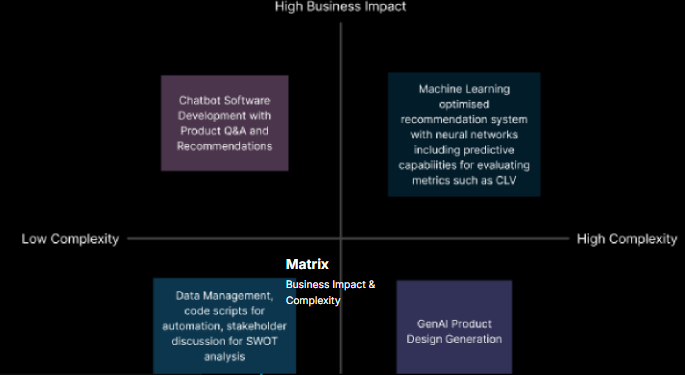 High Business Impact
Chatbot Software
Development with
Product Q&A and
Recommendations
Machine Learning
optimised
recommendation system
with neural networks
including predictive
capabilities for evaluating
metrics such as CLV
Low Complexity
High Complexity
Matrix
Business Impact &
Complexity
Data Management,
code scripts for
automation, stakeholder
discussion for SWOT
analysis
GenAI Product
Design Generation